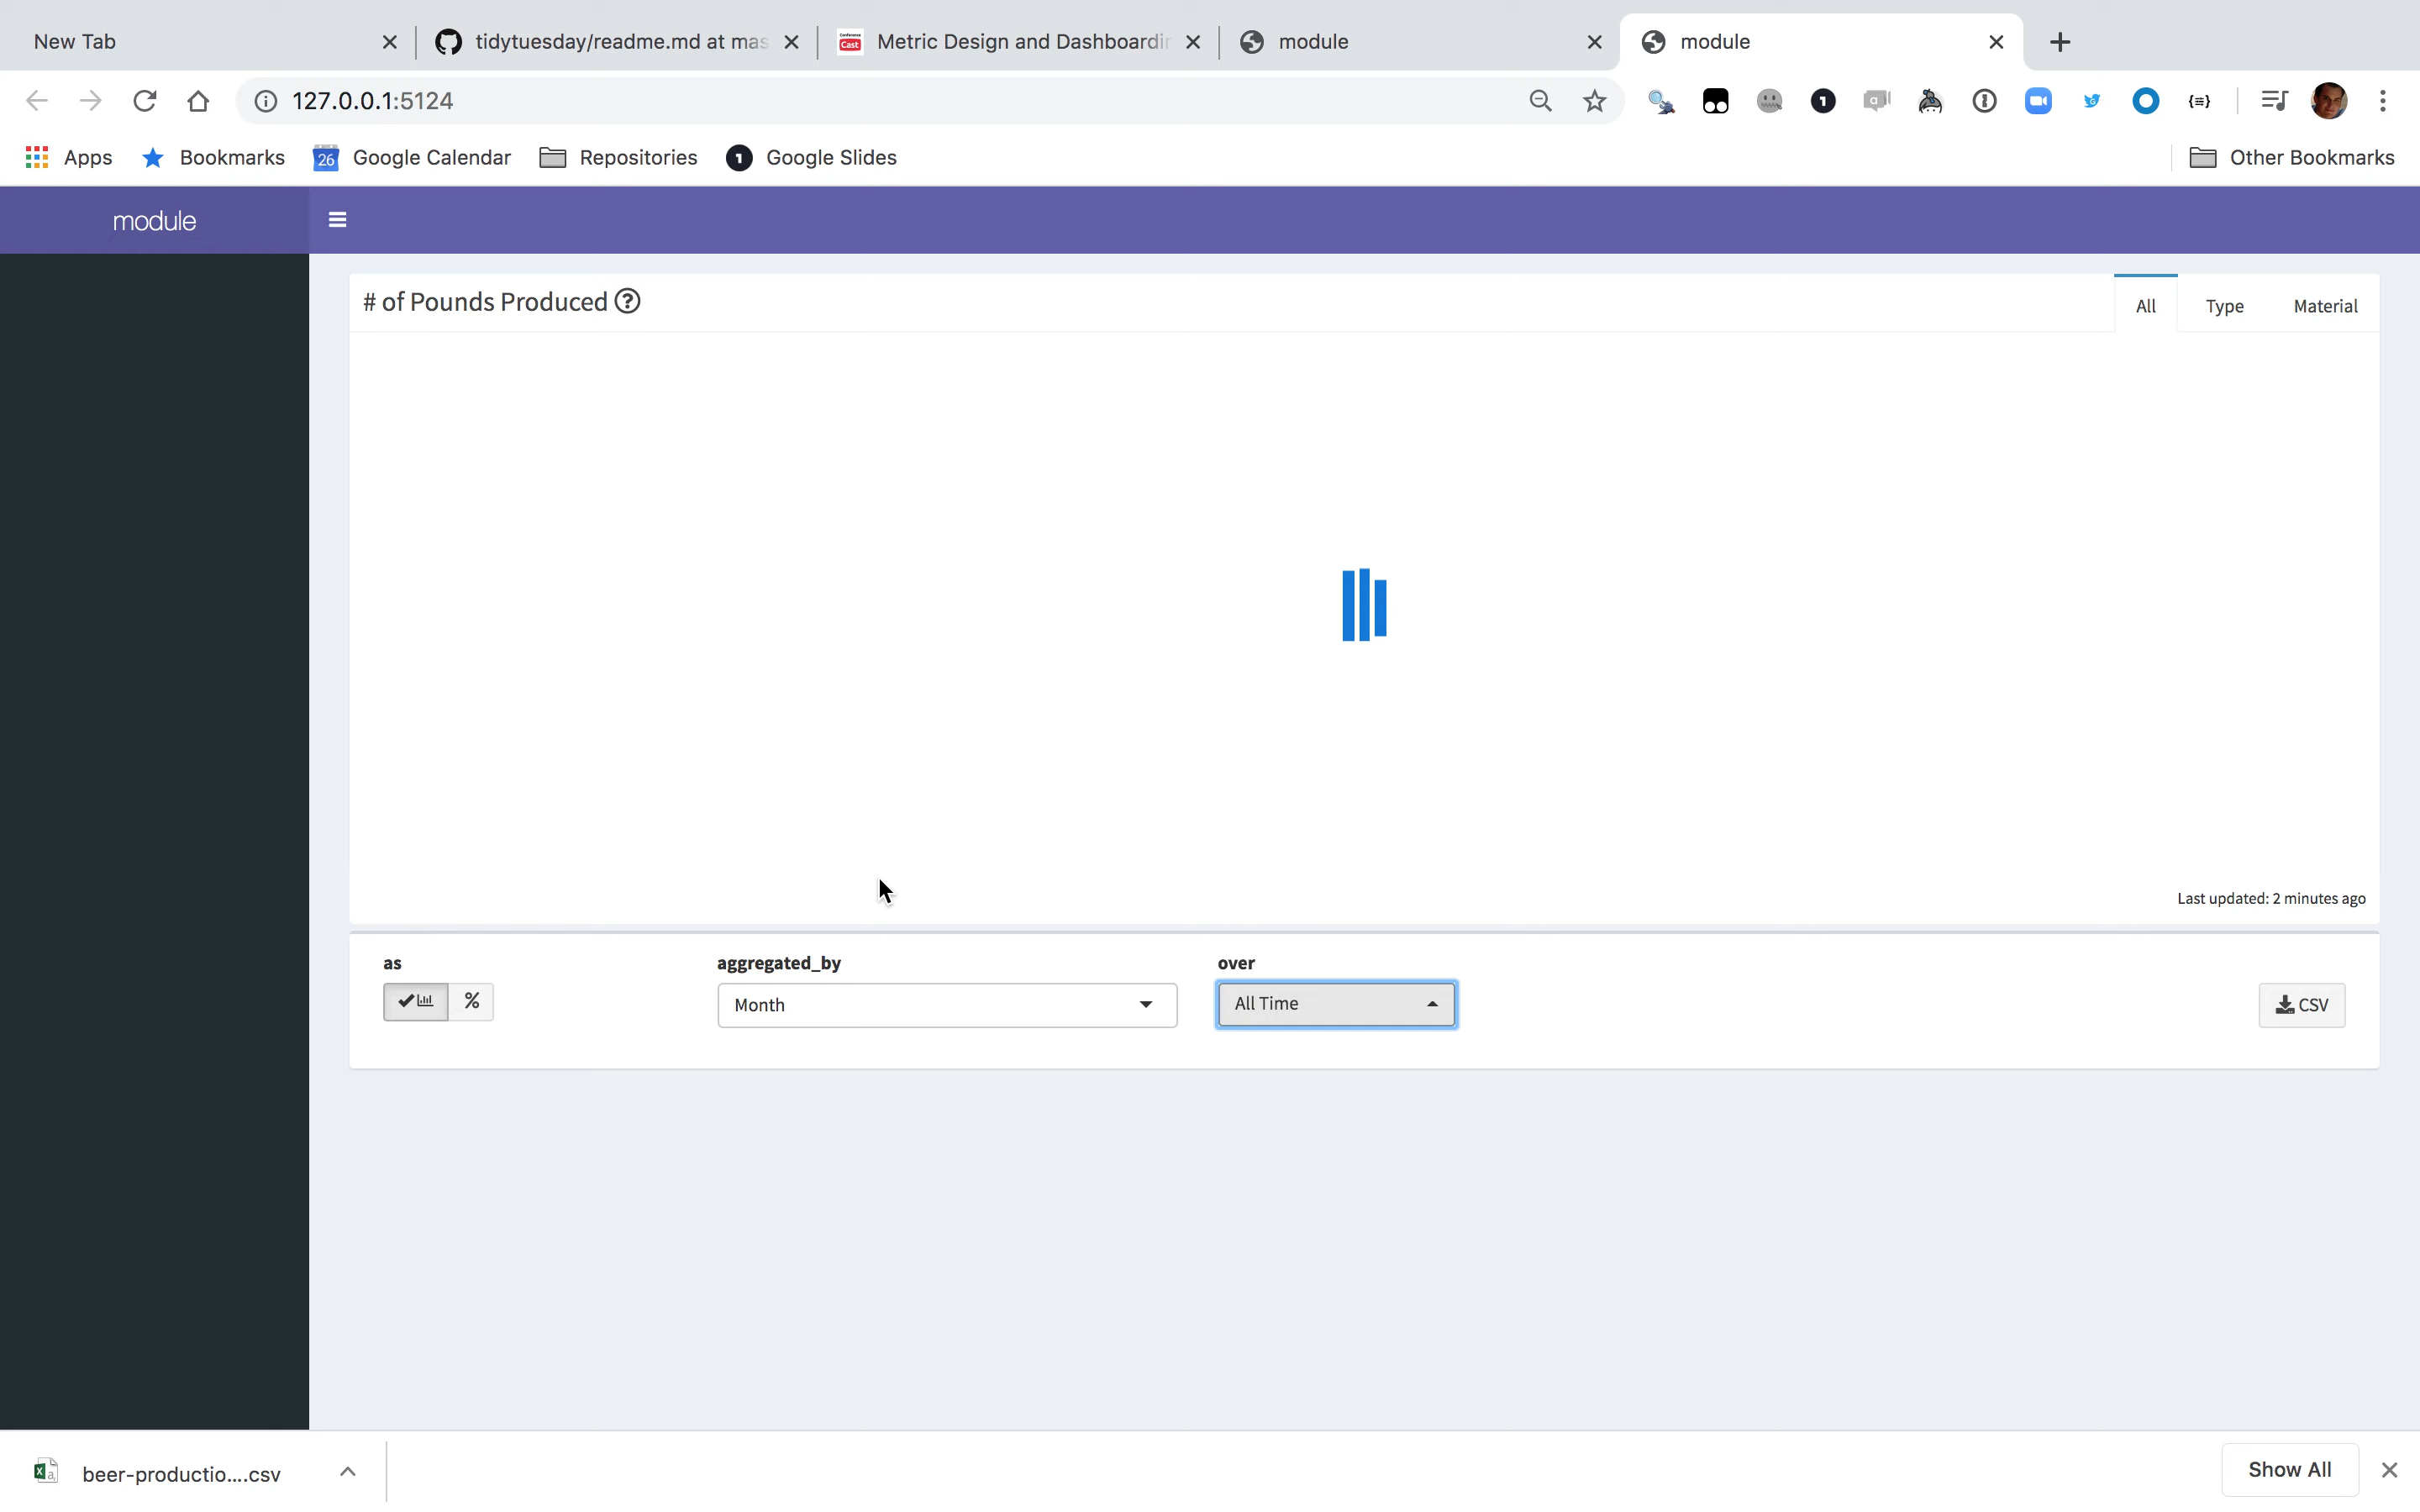 New Tab
tidytuesday/readme.md at mas
Metric Design and Dashboardin
module
module
127.0.0.1:5124
Apps
Bookmarks
26
Google Calendar
Repositories
Google Slides
Other Bookmarks
module
# of Pounds Produced
All
Type
Material
Last updated: 2 minutes ago
as
aggregated_by
over
%
Month
All Time
CSV
beer-productio....csv
Show All